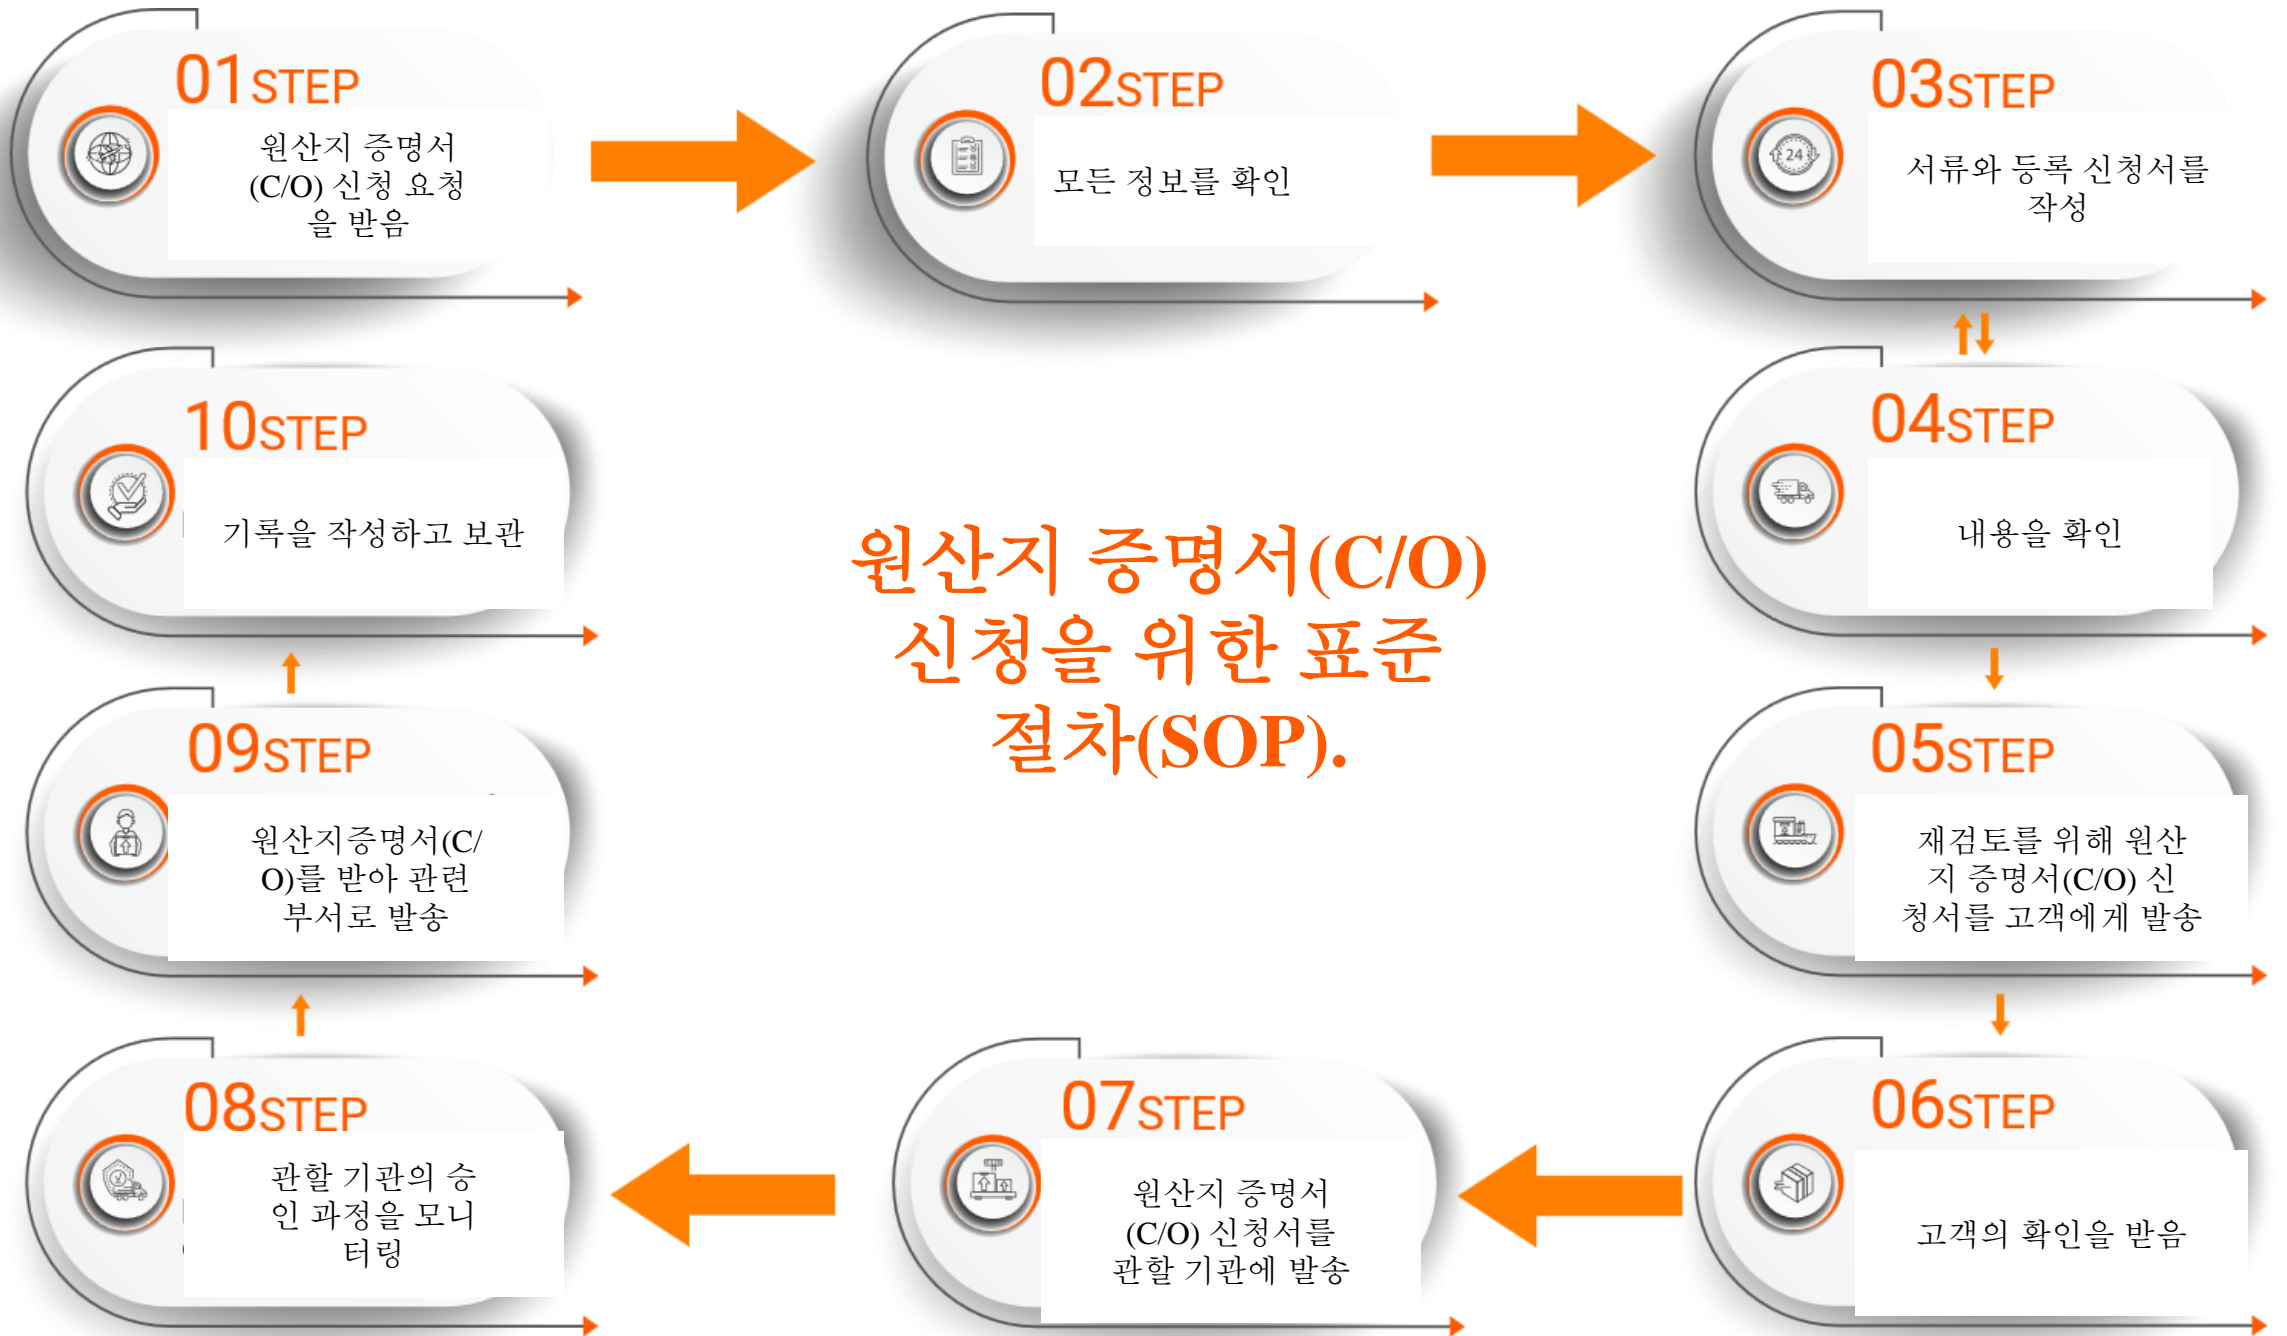 01STEP
원산지 증명서
(C/O) 신청 요청
을 받음
02STEP
모든 정보를 확인
03STEP
24
서류와 등록 신청서를
작성
04STEP
내용을 확인
05STEP
재검토를 위해 원산
지 증명서(C/O) 신
청서를 고객에게 발송
06STEP
고객의 확인을 받음
07STEP
원산지 증명서
(C/O) 신청서를
관할 기관에 발송
08STEP
관할 기관의 승
인 과정을 모니
터링
09STEP
원산지증명서(C/
O)를 받아 관련
부서로 발송
10STEP
기록을 작성하고 보관
원산지 증명서(C/O)
신청을 위한 표준
절차(SOP).